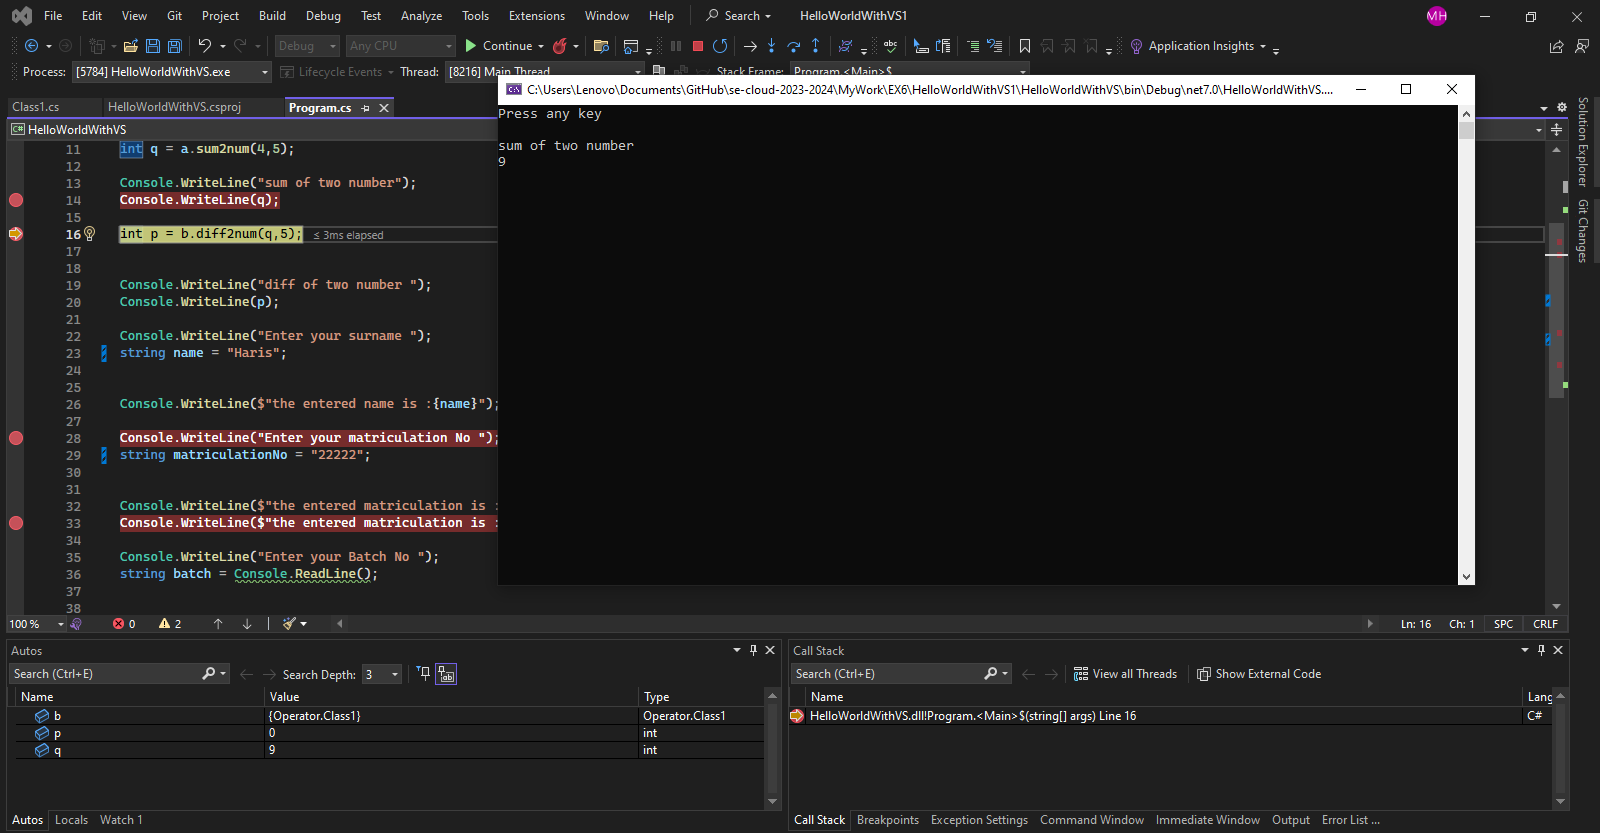 File Edit View Git Project Build Debug Test Analyze Tools Extensions Window Help Search HelloWorldWithVS1 MH
Debug Any CPU Continue Application Insights
Process: [5784] HelloWorldWithVS.exe Lifecycle Events Thread: [8216] Main Thread Stack Frame: Program.<Main>$
Class1.cs HelloWorldWithVS.csproj Program.cs
C# HelloWorldWithVS
11 int q = a.sum2num(4,5);
12
13 Console.WriteLine("sum of two number");
14 Console.WriteLine(q);
15
16 int p = b.diff2num(q,5); ≤ 3ms elapsed
17
18
19 Console.WriteLine("diff of two number ");
20 Console.WriteLine(p);
21
22 Console.WriteLine("Enter your surname ");
23 string name = "Haris";
24
25
26 Console.WriteLine($"the entered name is :{name}");
27
28 Console.WriteLine("Enter your matriculation No ");
29 string matriculationNo = "22222";
30
31
32 Console.WriteLine($"the entered matriculation is :
33 Console.WriteLine($"the entered matriculation is :
34
35 Console.WriteLine("Enter your Batch No ");
36 string batch = Console.ReadLine();
37
38
C:\Users\Lenovo\Documents\GitHub\se-cloud-2023-2024\MyWork\EX6\HelloWorldWithVS1\HelloWorldWithVS\bin\Debug\net7.0\HelloWorldWithVS....
Press any key
sum of two number
9
Solution Explorer
Git Changes
100 % 0 2 Ln: 16 Ch: 1 SPC CRLF
Autos
Search (Ctrl+E) Search Depth: 3
Name Value Type
b {Operator.Class1} Operator.Class1
p 0 int
q 9 int
Autos Locals Watch 1
Call Stack
Search (Ctrl+E) View all Threads Show External Code
Name Lang
HelloWorldWithVS.dll!Program.<Main>$(string[] args) Line 16 C#
Call Stack Breakpoints Exception Settings Command Window Immediate Window Output Error List ...